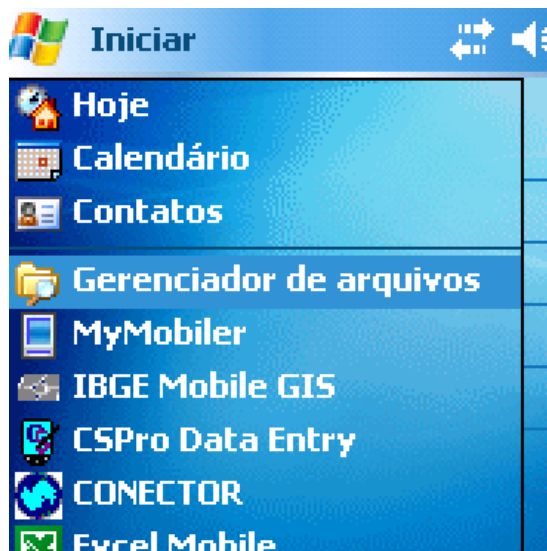 Iniciar
Hoje
Calendário
Contatos
Gerenciador de arquivos
MyMobiler
IBGE Mobile GIS
CSPro Data Entry
CONECTOR
Excel Mobile